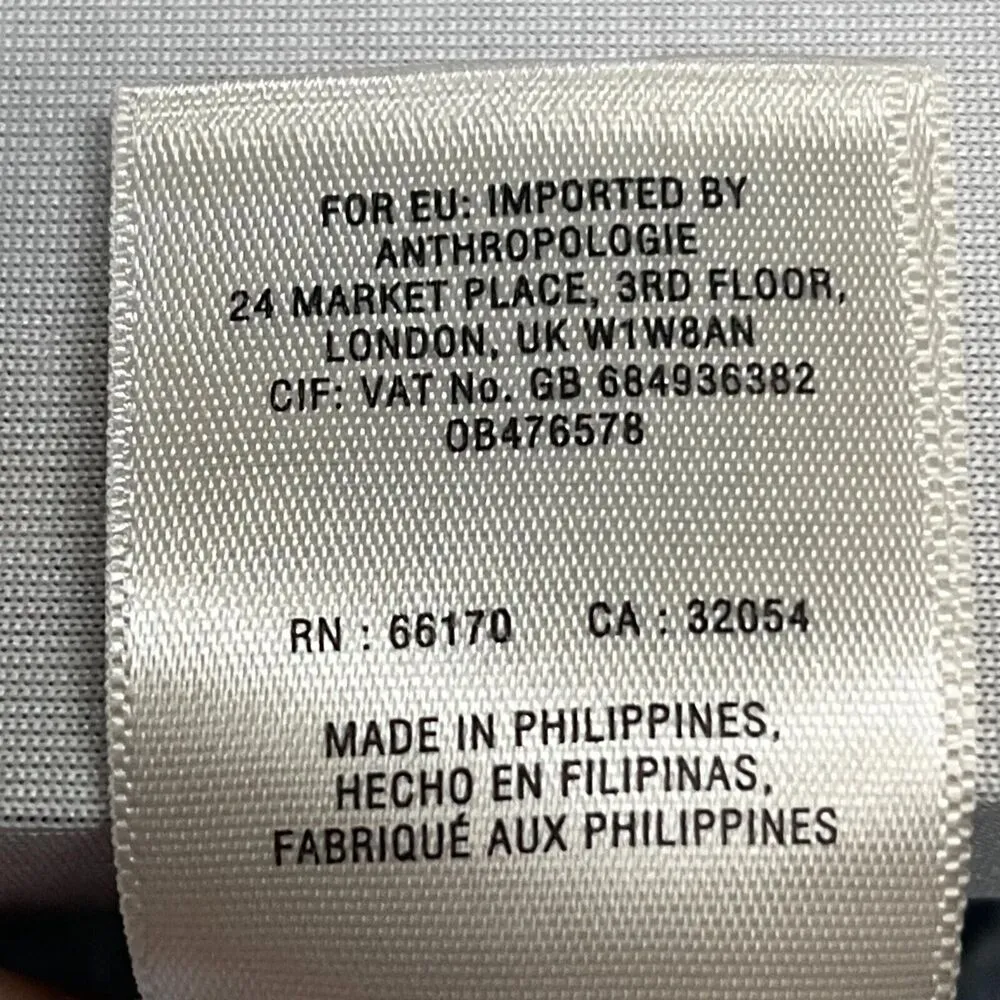 FOR EU: IMPORTED BY
ANTHROPOLOGIE
24 MARKET PLACE, 3RD FLOOR,
LONDON, UK W1W8AN
CIF: VAT No. GB 684936382
OB476578
RN : 66170 CA : 32054
MADE IN PHILIPPINES,
HECHO EN FILIPINAS,
FABRIQUÉ AUX PHILIPPINES